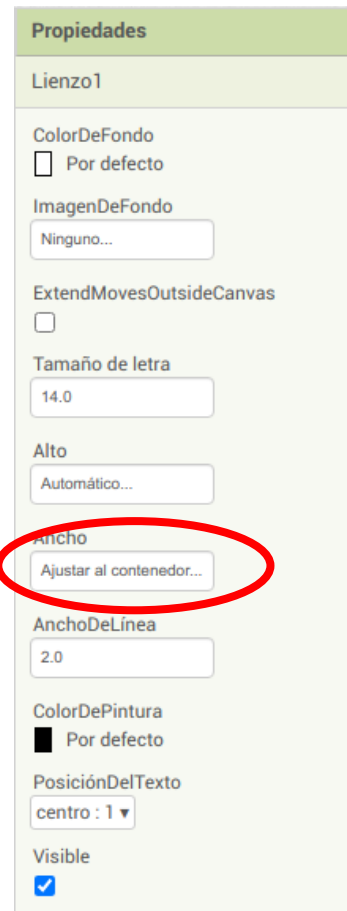 Propiedades
Lienzo1
ColorDeFondo
Por defecto
ImagenDeFondo
Ninguno...
ExtendMovesOutsideCanvas
Tamaño de letra
14.0
Alto
Automático...
Ancho
Ajustar al contenedor...
AnchoDeLínea
2.0
ColorDePintura
Por defecto
PosiciónDelTexto
centro : 1 ▾
Visible